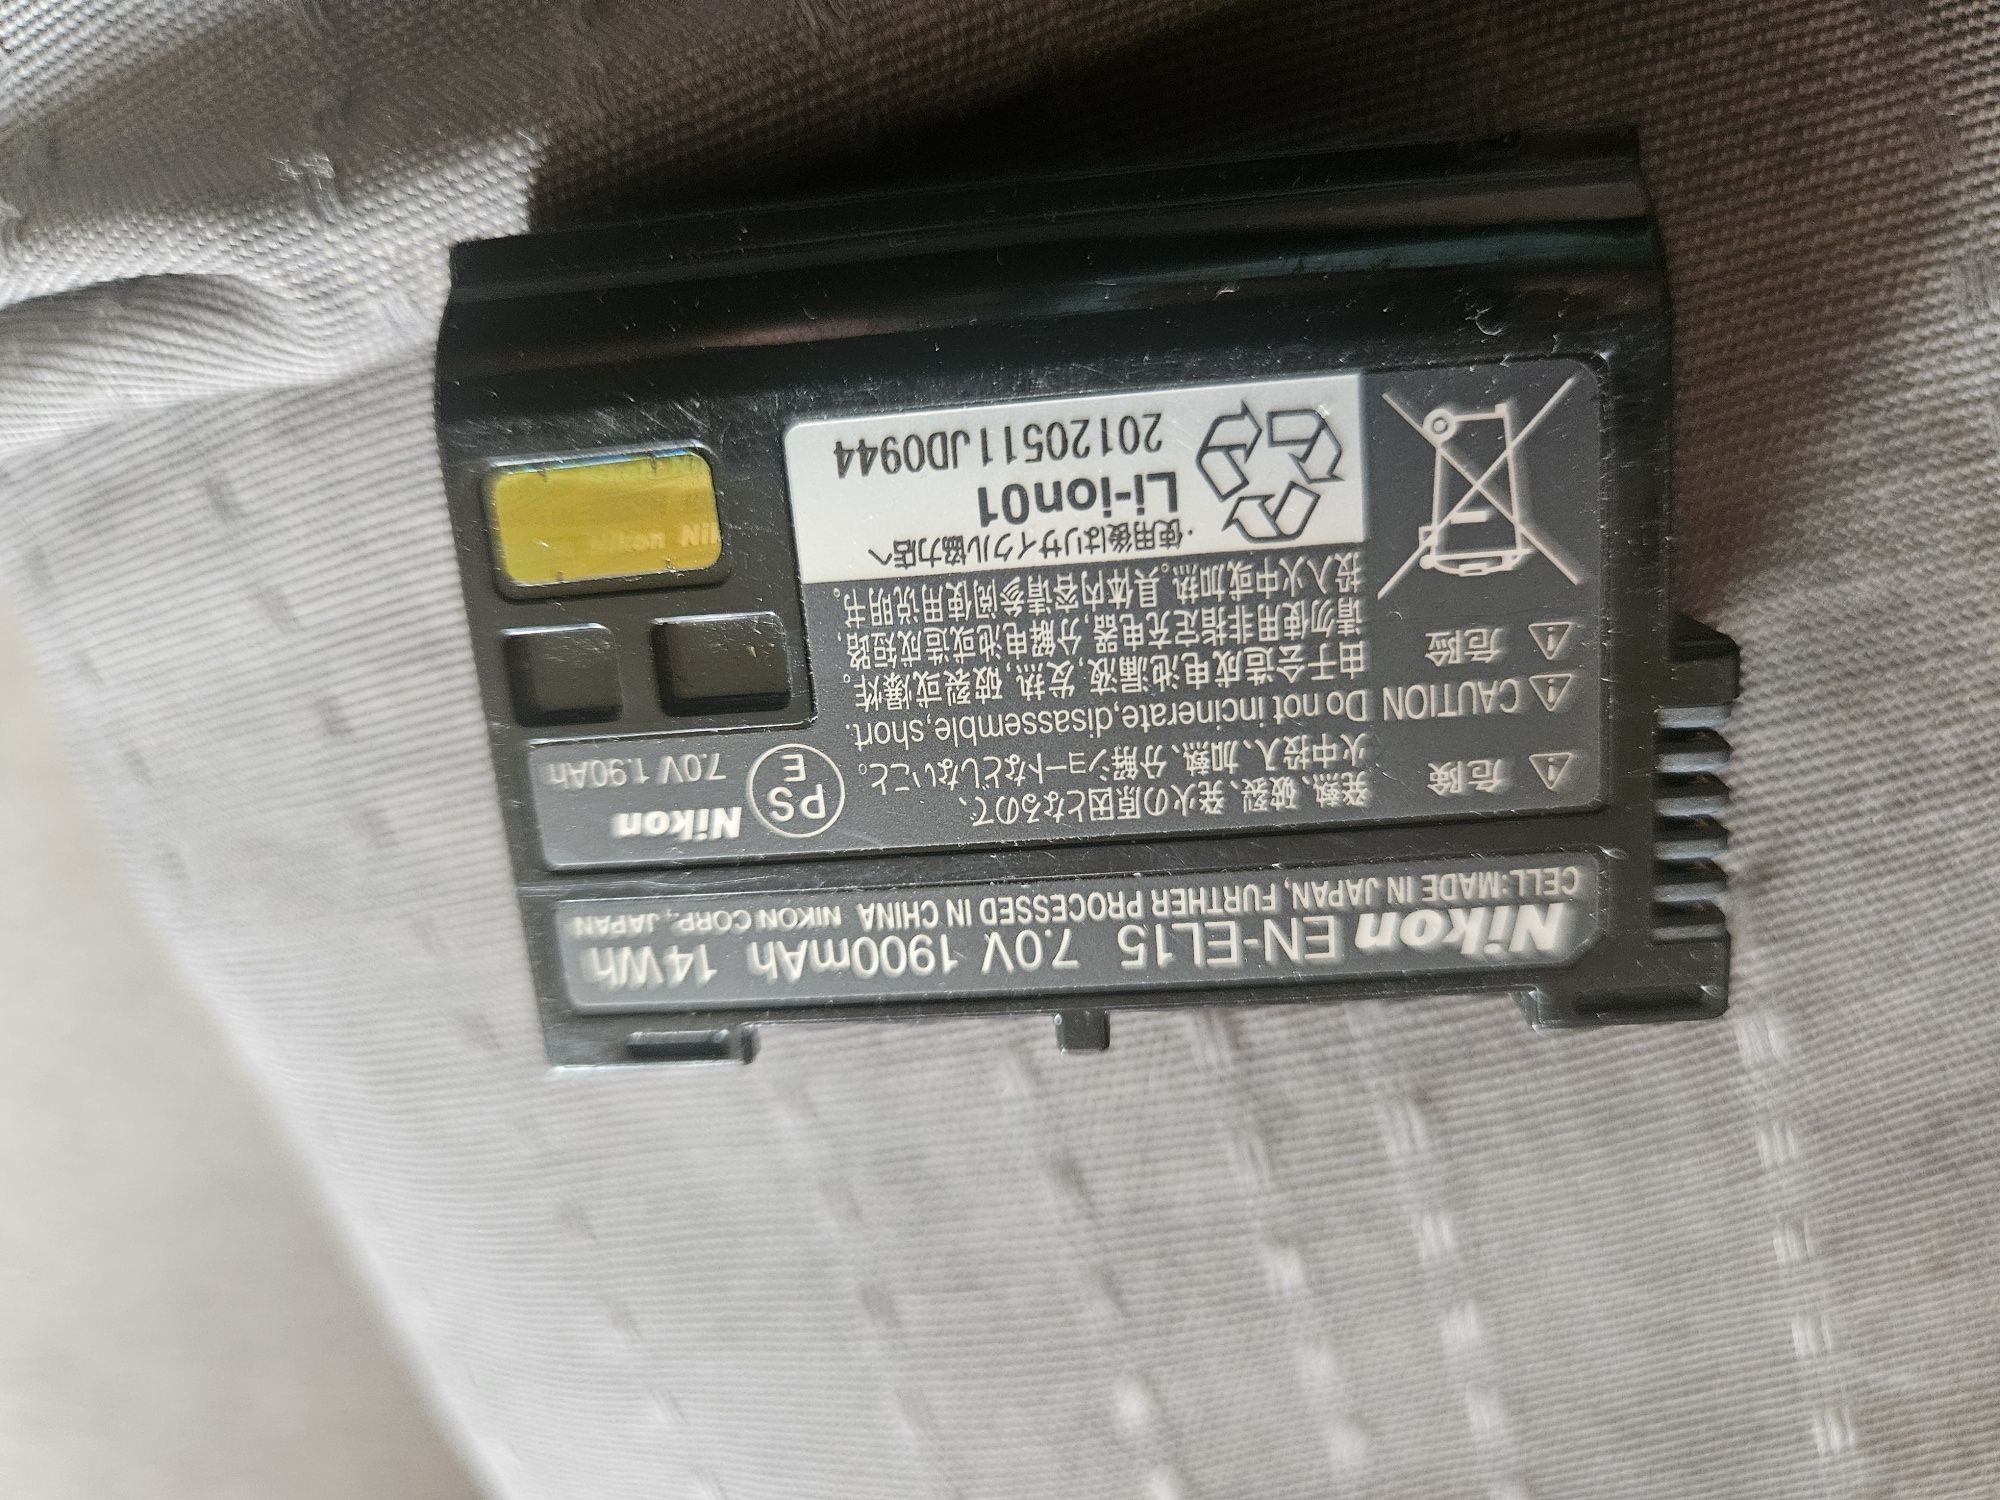 Nikon EN-EL15 7.0V 1900mAh 14Wh
CELL:MADE IN JAPAN, FURTHER PROCESSED IN CHINA NIKON CORP., JAPAN
危険 発熱、破裂、発火の原因となるので、
火中投入、加熱、分解、ショートなどしないこと。
CAUTION Do not incinerate,disassemble,short.
危险 由于会造成电池漏液,发热,破裂或爆炸。
请勿使用非指定充电器,分解电池或造成短路,
投入火中或加热。具体内容请参阅使用说明书。
Nikon
7.0V 1.90Ah
PS
E
・使用後はリサイクル協力店へ
Li-ion01
20120511JD0944
Nikon